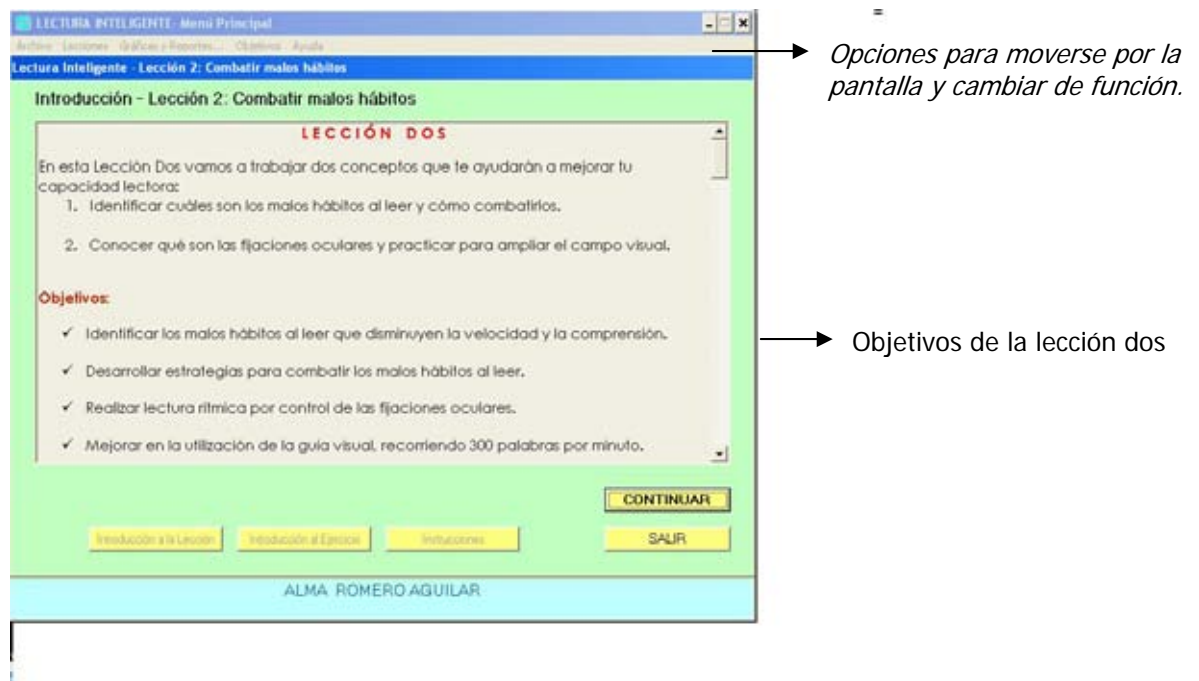 LECTURA INTELIGENTE- Menú Principal
Archivo Lecciones Gráficas y Reportes... Objetivos Ayuda
Lectura Inteligente - Lección 2: Combatir malos hábitos
Introducción - Lección 2: Combatir malos hábitos
LECCIÓN DOS
En esta Lección Dos vamos a trabajar dos conceptos que te ayudarán a mejorar tu
capacidad lectora:
1. Identificar cuáles son los malos hábitos al leer y cómo combatirlos.
2. Conocer qué son las fijaciones oculares y practicar para ampliar el campo visual.
Objetivos:
✓ Identificar los malos hábitos al leer que disminuyen la velocidad y la comprensión.
✓ Desarrollar estrategias para combatir los malos hábitos al leer.
✓ Realizar lectura rítmica por control de las fijaciones oculares.
✓ Mejorar en la utilización de la guía visual, recorriendo 300 palabras por minuto.
CONTINUAR
Introducción a la Lección Introducción al Ejercicio Instrucciones SALIR
ALMA ROMERO AGUILAR
Opciones para moverse por la
pantalla y cambiar de función.
Objetivos de la lección dos